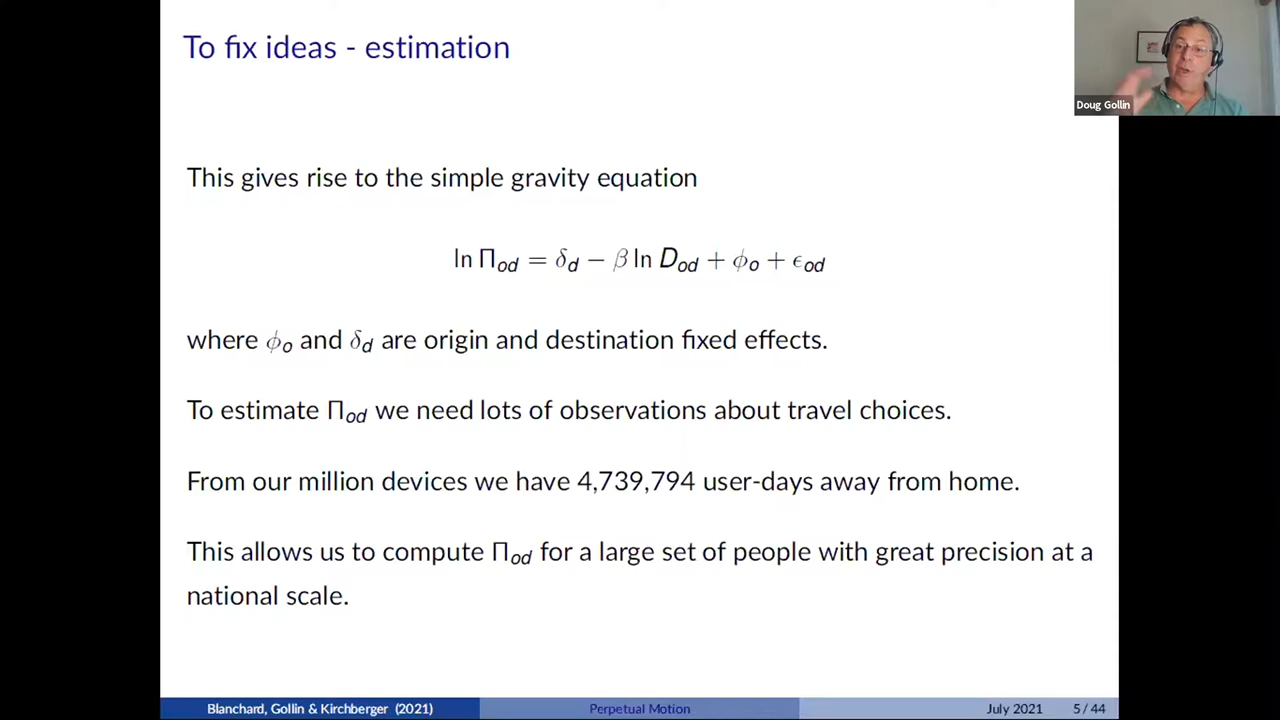 To fix ideas - estimation
Doug Gollin
This gives rise to the simple gravity equation
ln Π_od = δ_d − β ln D_od + ϕ_o + ϵ_od
where ϕ_o and δ_d are origin and destination fixed effects.
To estimate Π_od we need lots of observations about travel choices.
From our million devices we have 4,739,794 user-days away from home.
This allows us to compute Π_od for a large set of people with great precision at a
national scale.
Blanchard, Gollin & Kirchberger (2021) Perpetual Motion July 2021 5 / 44